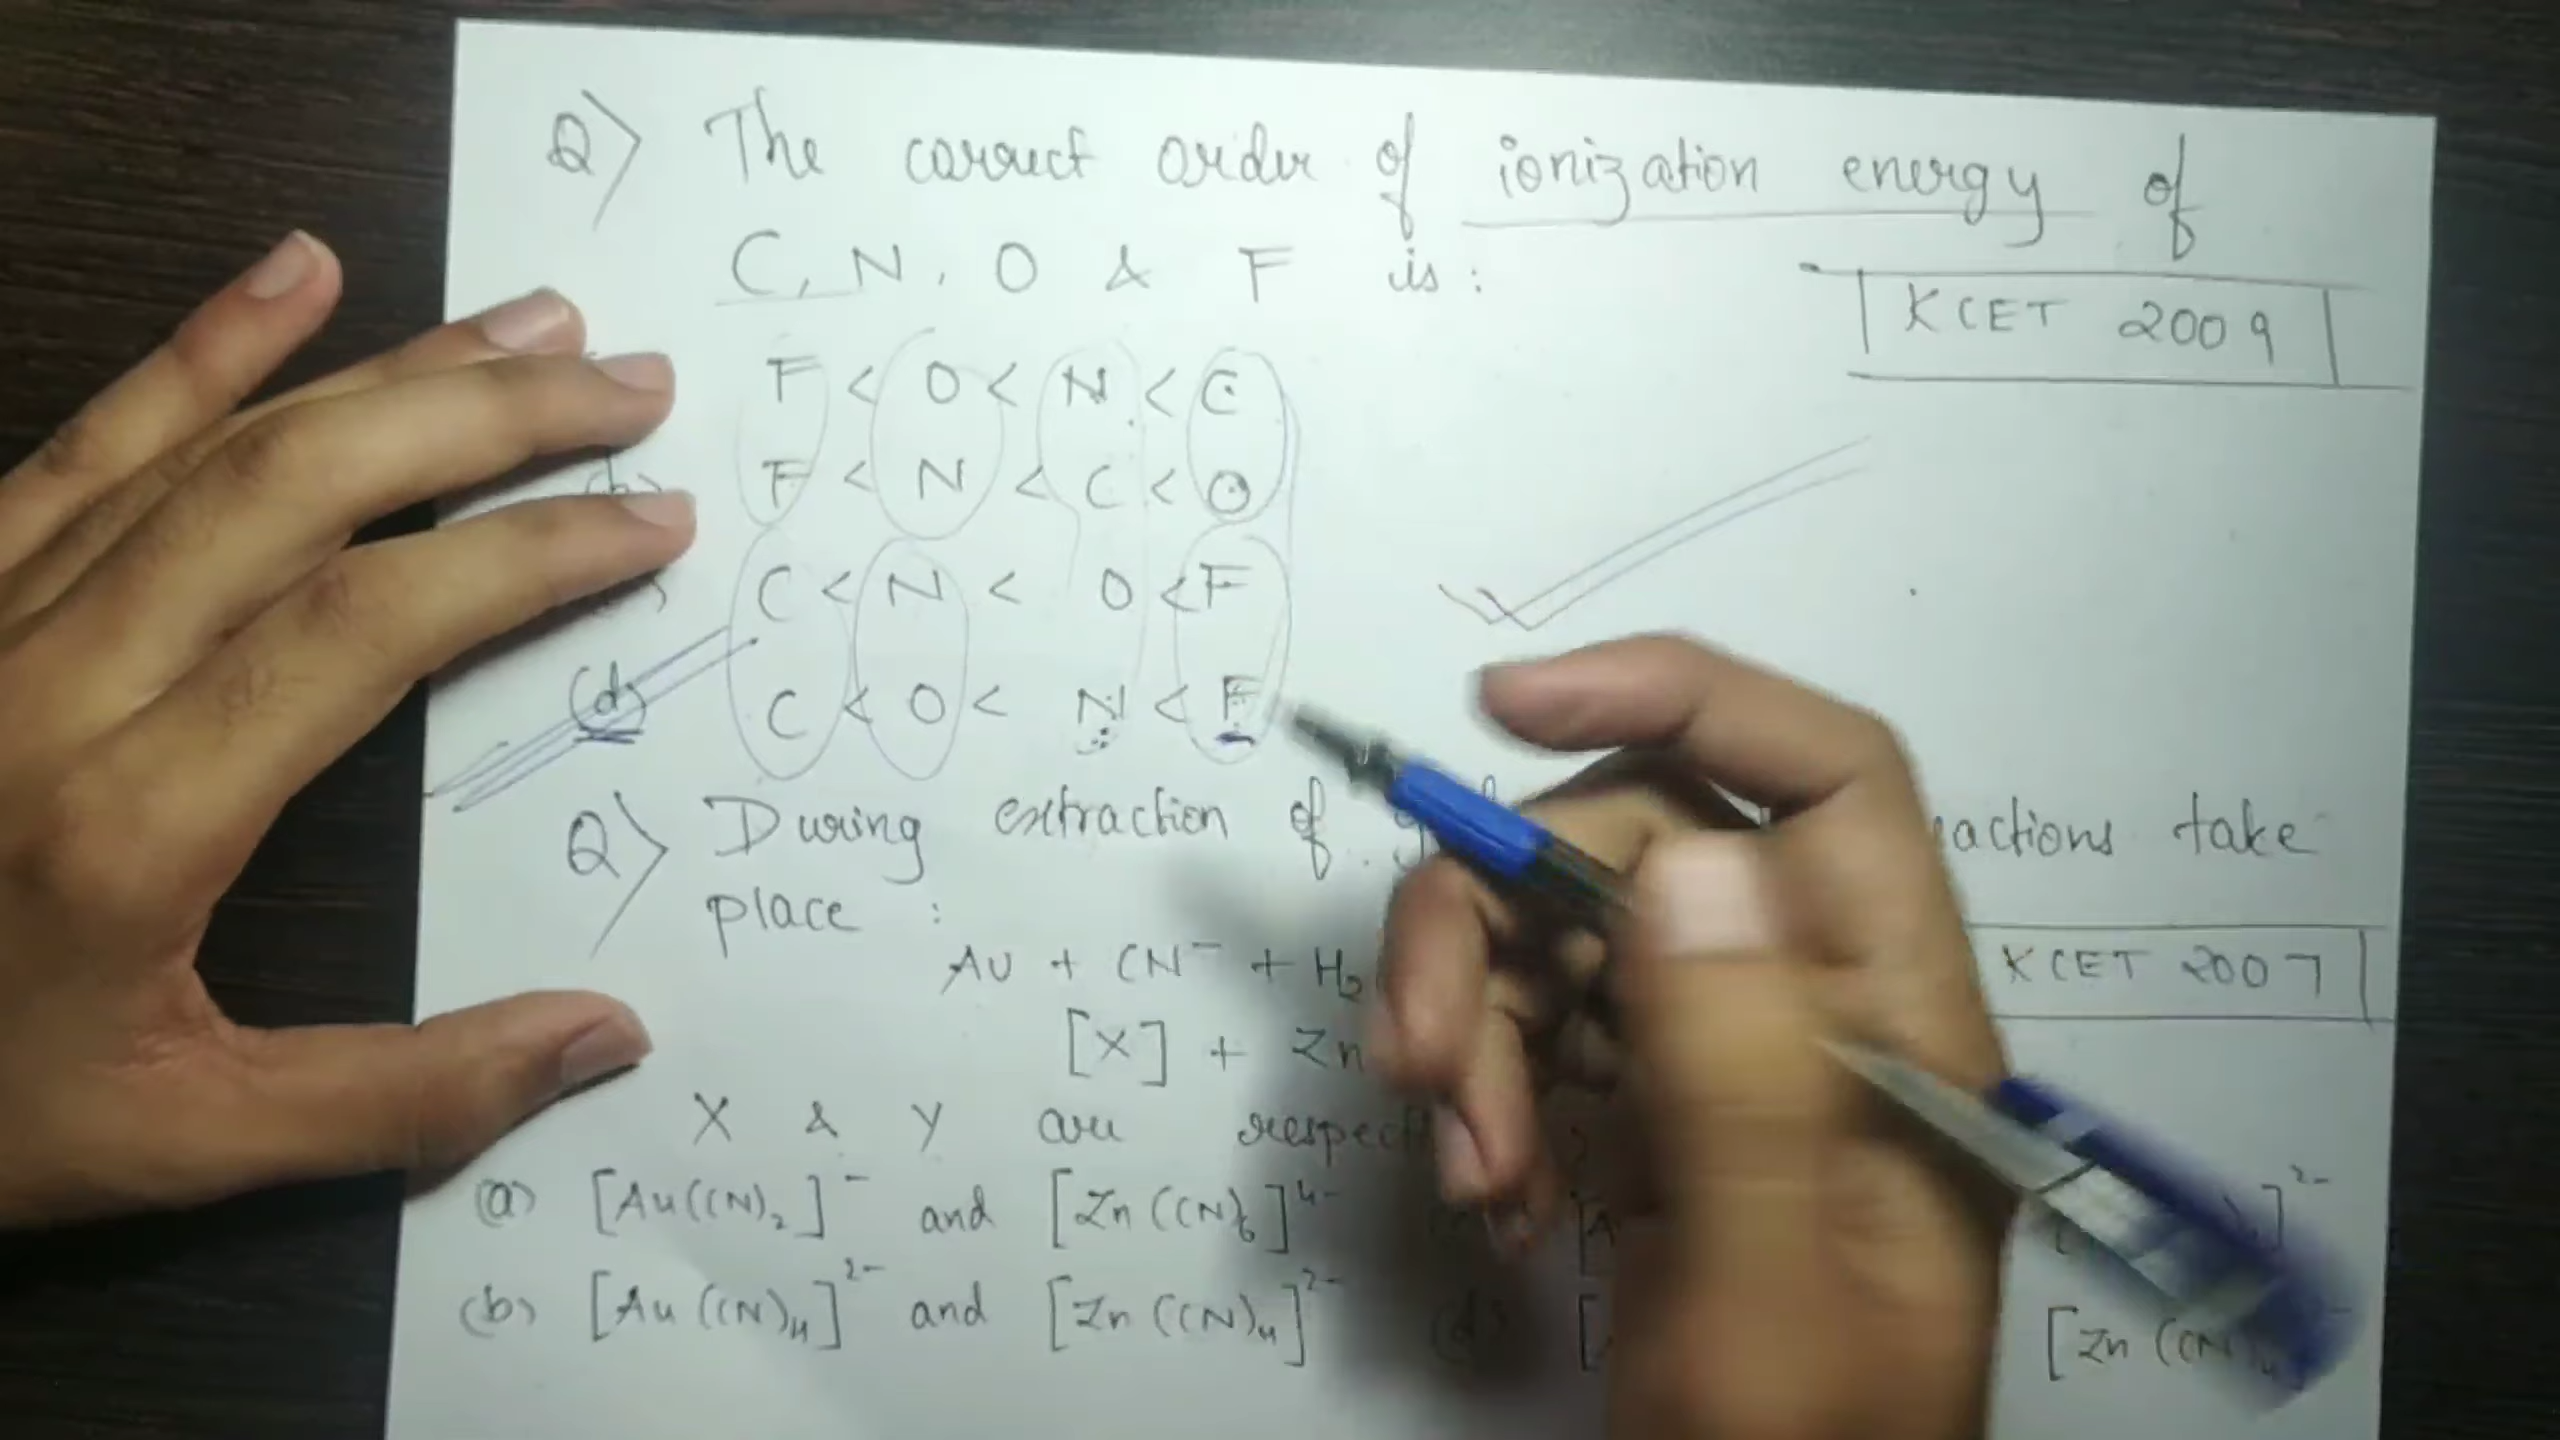 Q> The correct order of ionization energy of
C, N, O & F is:
KCET 2009
F < O < N < C
F < N < C < O
C < N < O < F
(d) C < O < N < F
Q> During extraction of actions take
place :
KCET 2007
Au + CN⁻ + H₂
[X] + Zn
X & Y are
(a) [Au(CN)₂]⁻ and [Zn(CN)₆]⁴⁻ ]²⁻
(b) [Au(CN)₄]²⁻ and [Zn(CN)₄]²⁻ (d) [Zn (CN)